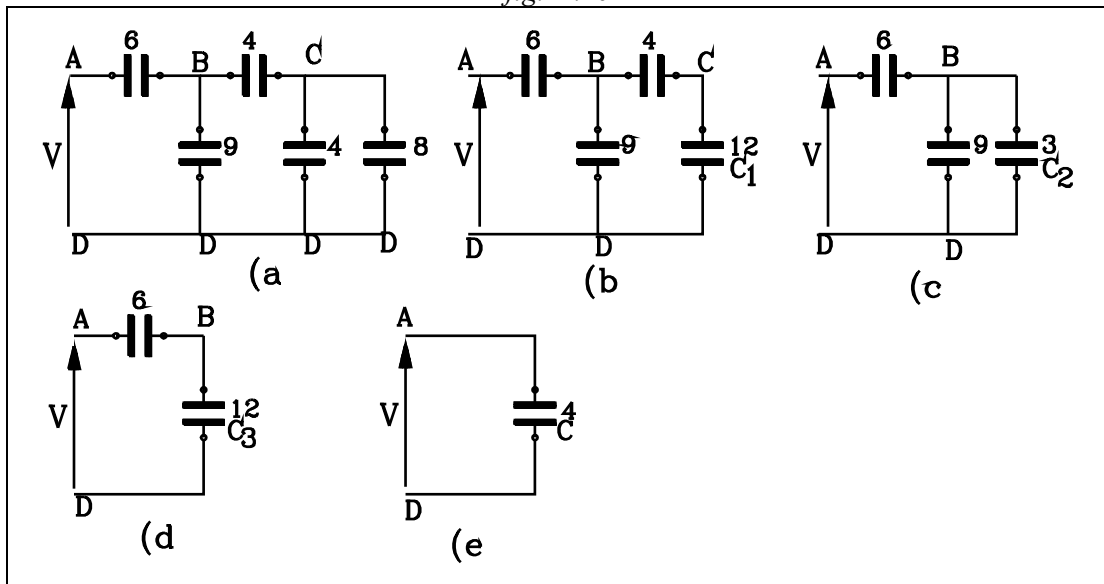 6 4
A B C
V 9 4 8
D D D D
(a
6 4
A B C
V 9 12
C1
D D
(b
6
A B
V 9 3
C2
D D
(c
6
A B
V 12
C3
D
(d
A
V 4
C
D
(e